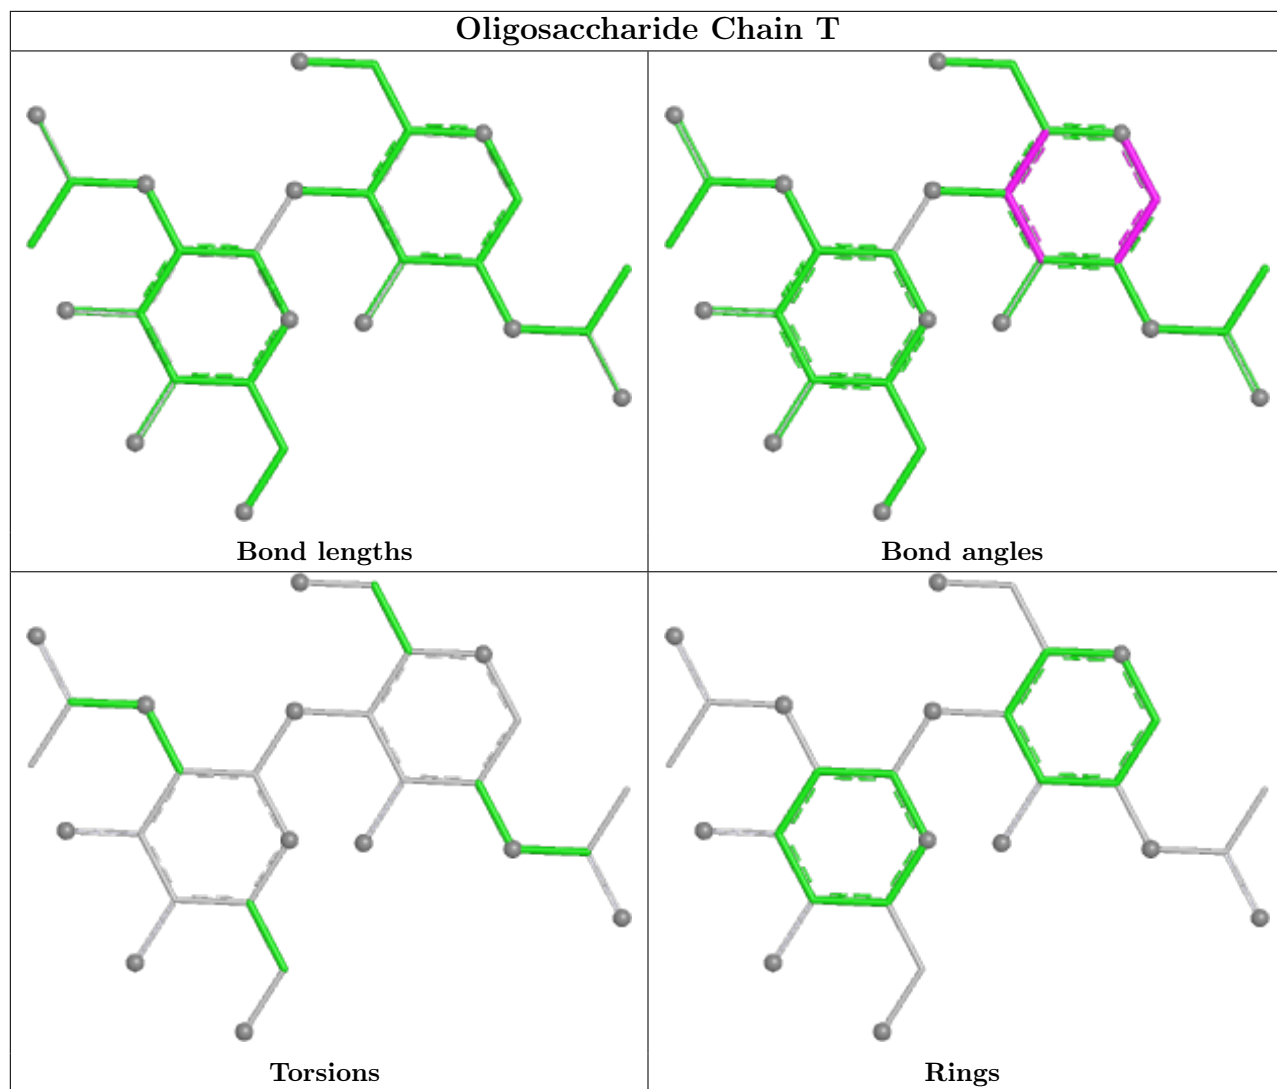 Oligosaccharide Chain T
Bond lengths
Bond angles
Torsions
Rings